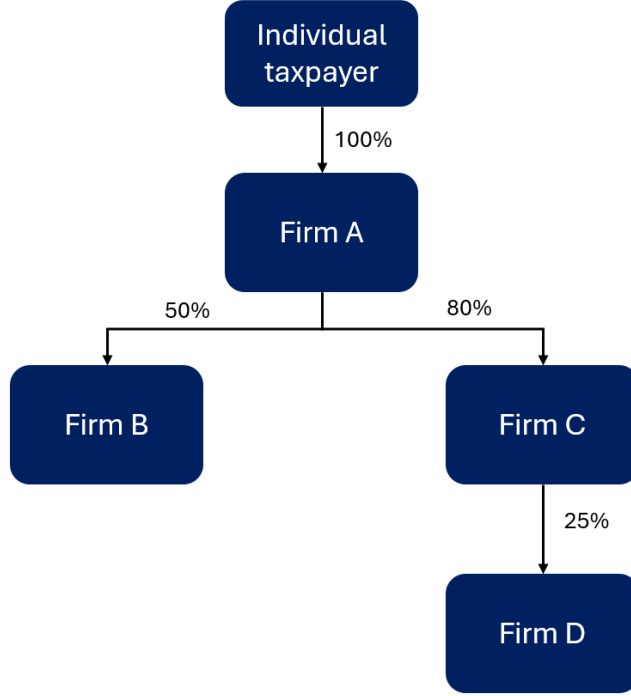 Individual
taxpayer
100%
Firm A
50%
80%
Firm B
Firm C
25%
Firm D